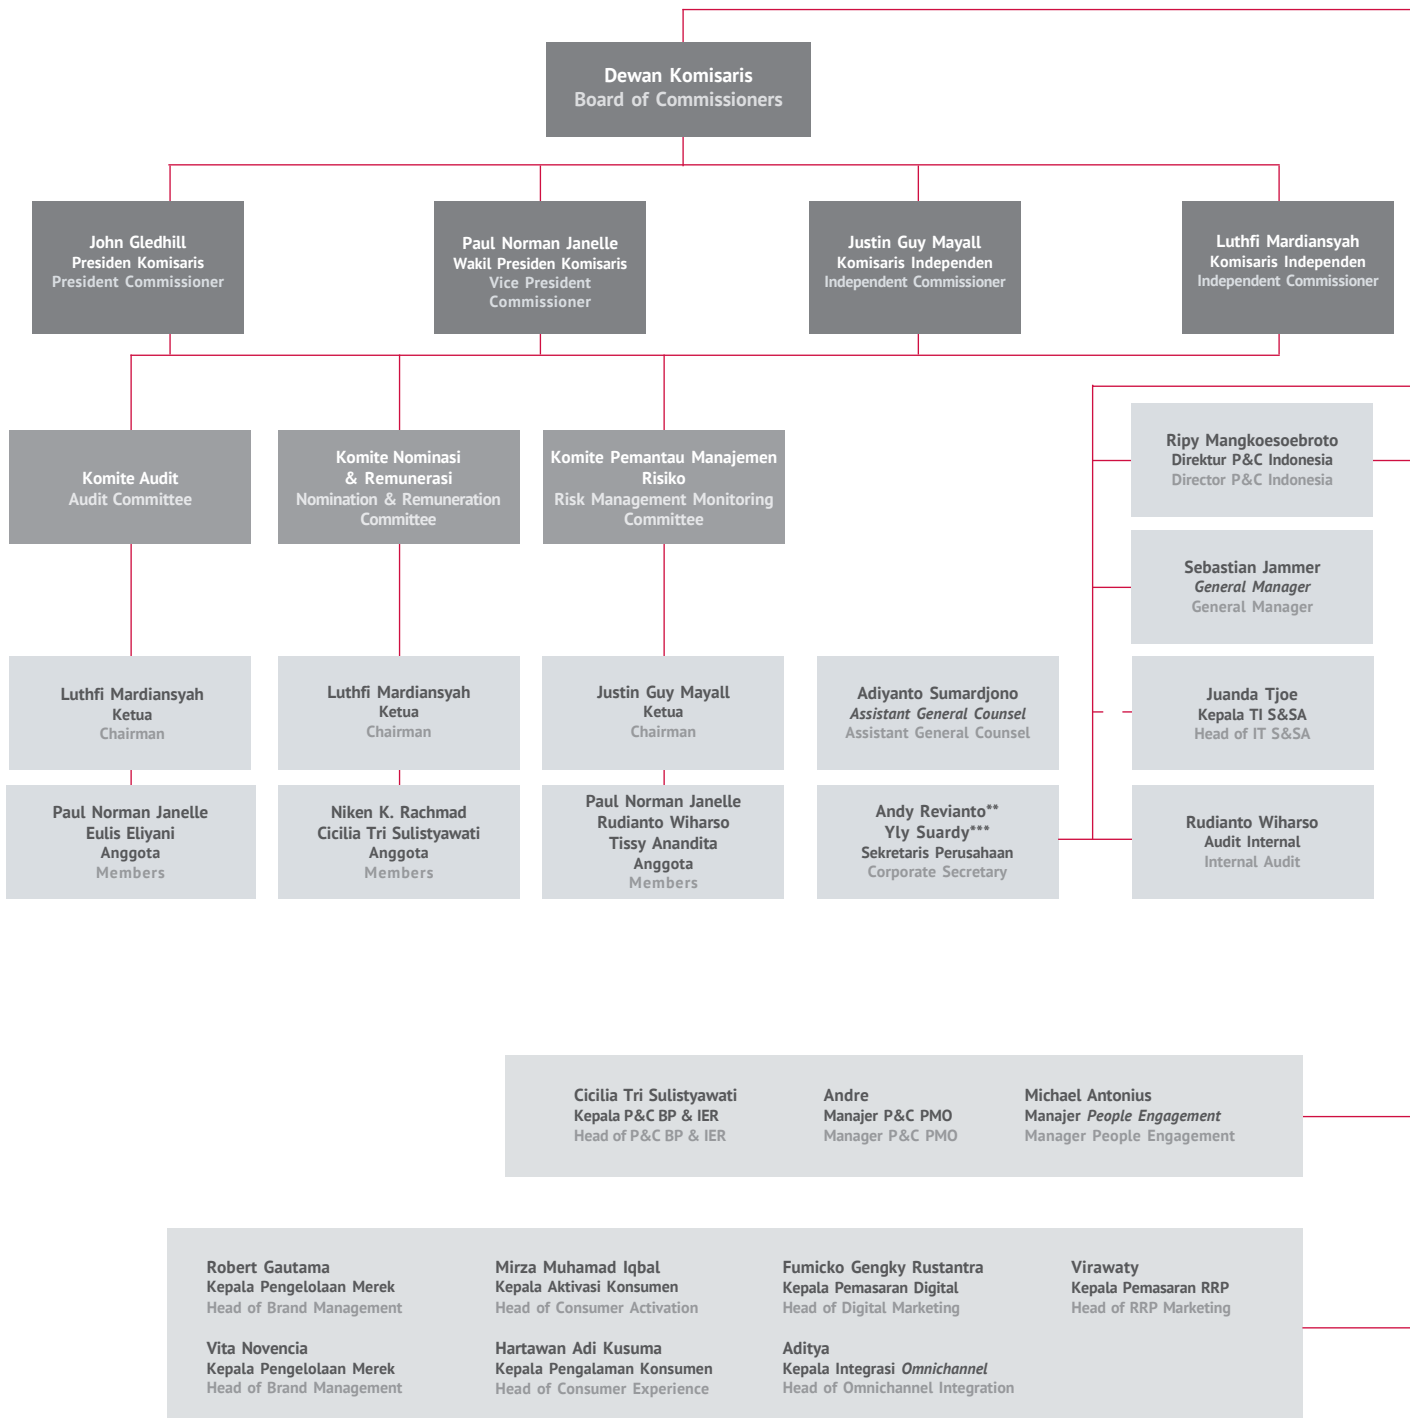 Dewan Komisaris
Board of Commissioners
John Gledhill
Presiden Komisaris
President Commissioner
Paul Norman Janelle
Wakil Presiden Komisaris
Vice President
Commissioner
Justin Guy Mayall
Komisaris Independen
Independent Commissioner
Luthfi Mardiansyah
Komisaris Independen
Independent Commissioner
Komite Audit
Audit Committee
Komite Nominasi
& Remunerasi
Nomination & Remuneration
Committee
Komite Pemantau Manajemen
Risiko
Risk Management Monitoring
Committee
Ripy Mangkoesoebroto
Direktur P&C Indonesia
Director P&C Indonesia
Sebastian Jammer
General Manager
General Manager
Luthfi Mardiansyah
Ketua
Chairman
Luthfi Mardiansyah
Ketua
Chairman
Justin Guy Mayall
Ketua
Chairman
Adiyanto Sumardjono
Assistant General Counsel
Assistant General Counsel
Juanda Tjoe
Kepala TI S&SA
Head of IT S&SA
Paul Norman Janelle
Eulis Eliyani
Anggota
Members
Niken K. Rachmad
Cicilia Tri Sulistyawati
Anggota
Members
Paul Norman Janelle
Rudianto Wiharso
Tissy Anandita
Anggota
Members
Andy Revianto**
Yly Suardy***
Sekretaris Perusahaan
Corporate Secretary
Rudianto Wiharso
Audit Internal
Internal Audit
Cicilia Tri Sulistyawati
Kepala P&C BP & IER
Head of P&C BP & IER
Andre
Manajer P&C PMO
Manager P&C PMO
Michael Antonius
Manajer People Engagement
Manager People Engagement
Robert Gautama
Kepala Pengelolaan Merek
Head of Brand Management
Mirza Muhamad Iqbal
Kepala Aktivasi Konsumen
Head of Consumer Activation
Fumicko Gengky Rustantra
Kepala Pemasaran Digital
Head of Digital Marketing
Virawaty
Kepala Pemasaran RRP
Head of RRP Marketing
Vita Novencia
Kepala Pengelolaan Merek
Head of Brand Management
Hartawan Adi Kusuma
Kepala Pengalaman Konsumen
Head of Consumer Experience
Aditya
Kepala Integrasi Omnichannel
Head of Omnichannel Integration